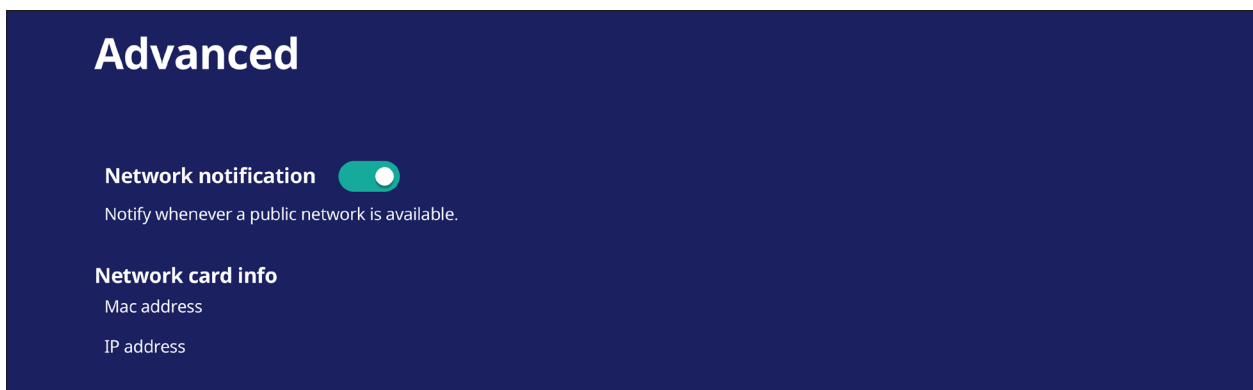 Advanced
Network notification
Notify whenever a public network is available.
Network card info
Mac address
IP address